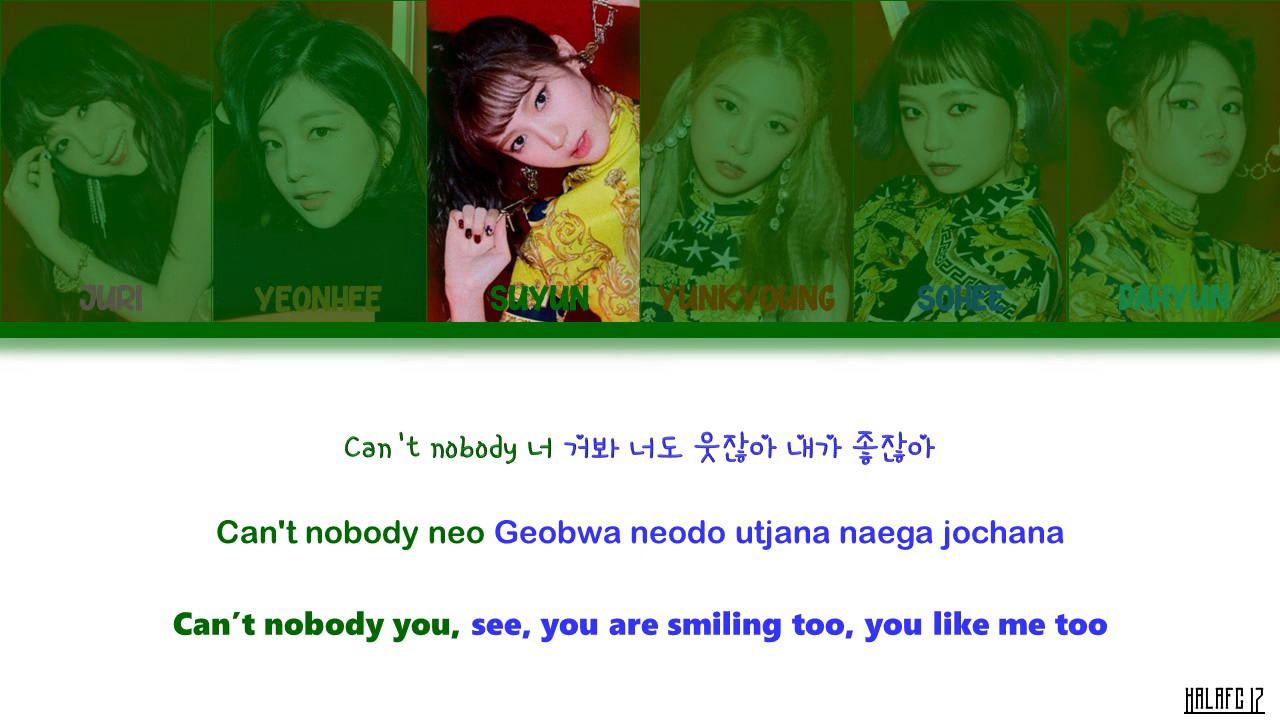 JURI YEONHEE SUYUN YUNKYOUNG SOHEE DAHYUN
Can't nobody 너 거봐 너도 웃잖아 내가 좋잖아
Can't nobody neo Geobwa neodo utjana naega jochana
Can’t nobody you, see, you are smiling too, you like me too
HALAFC 17